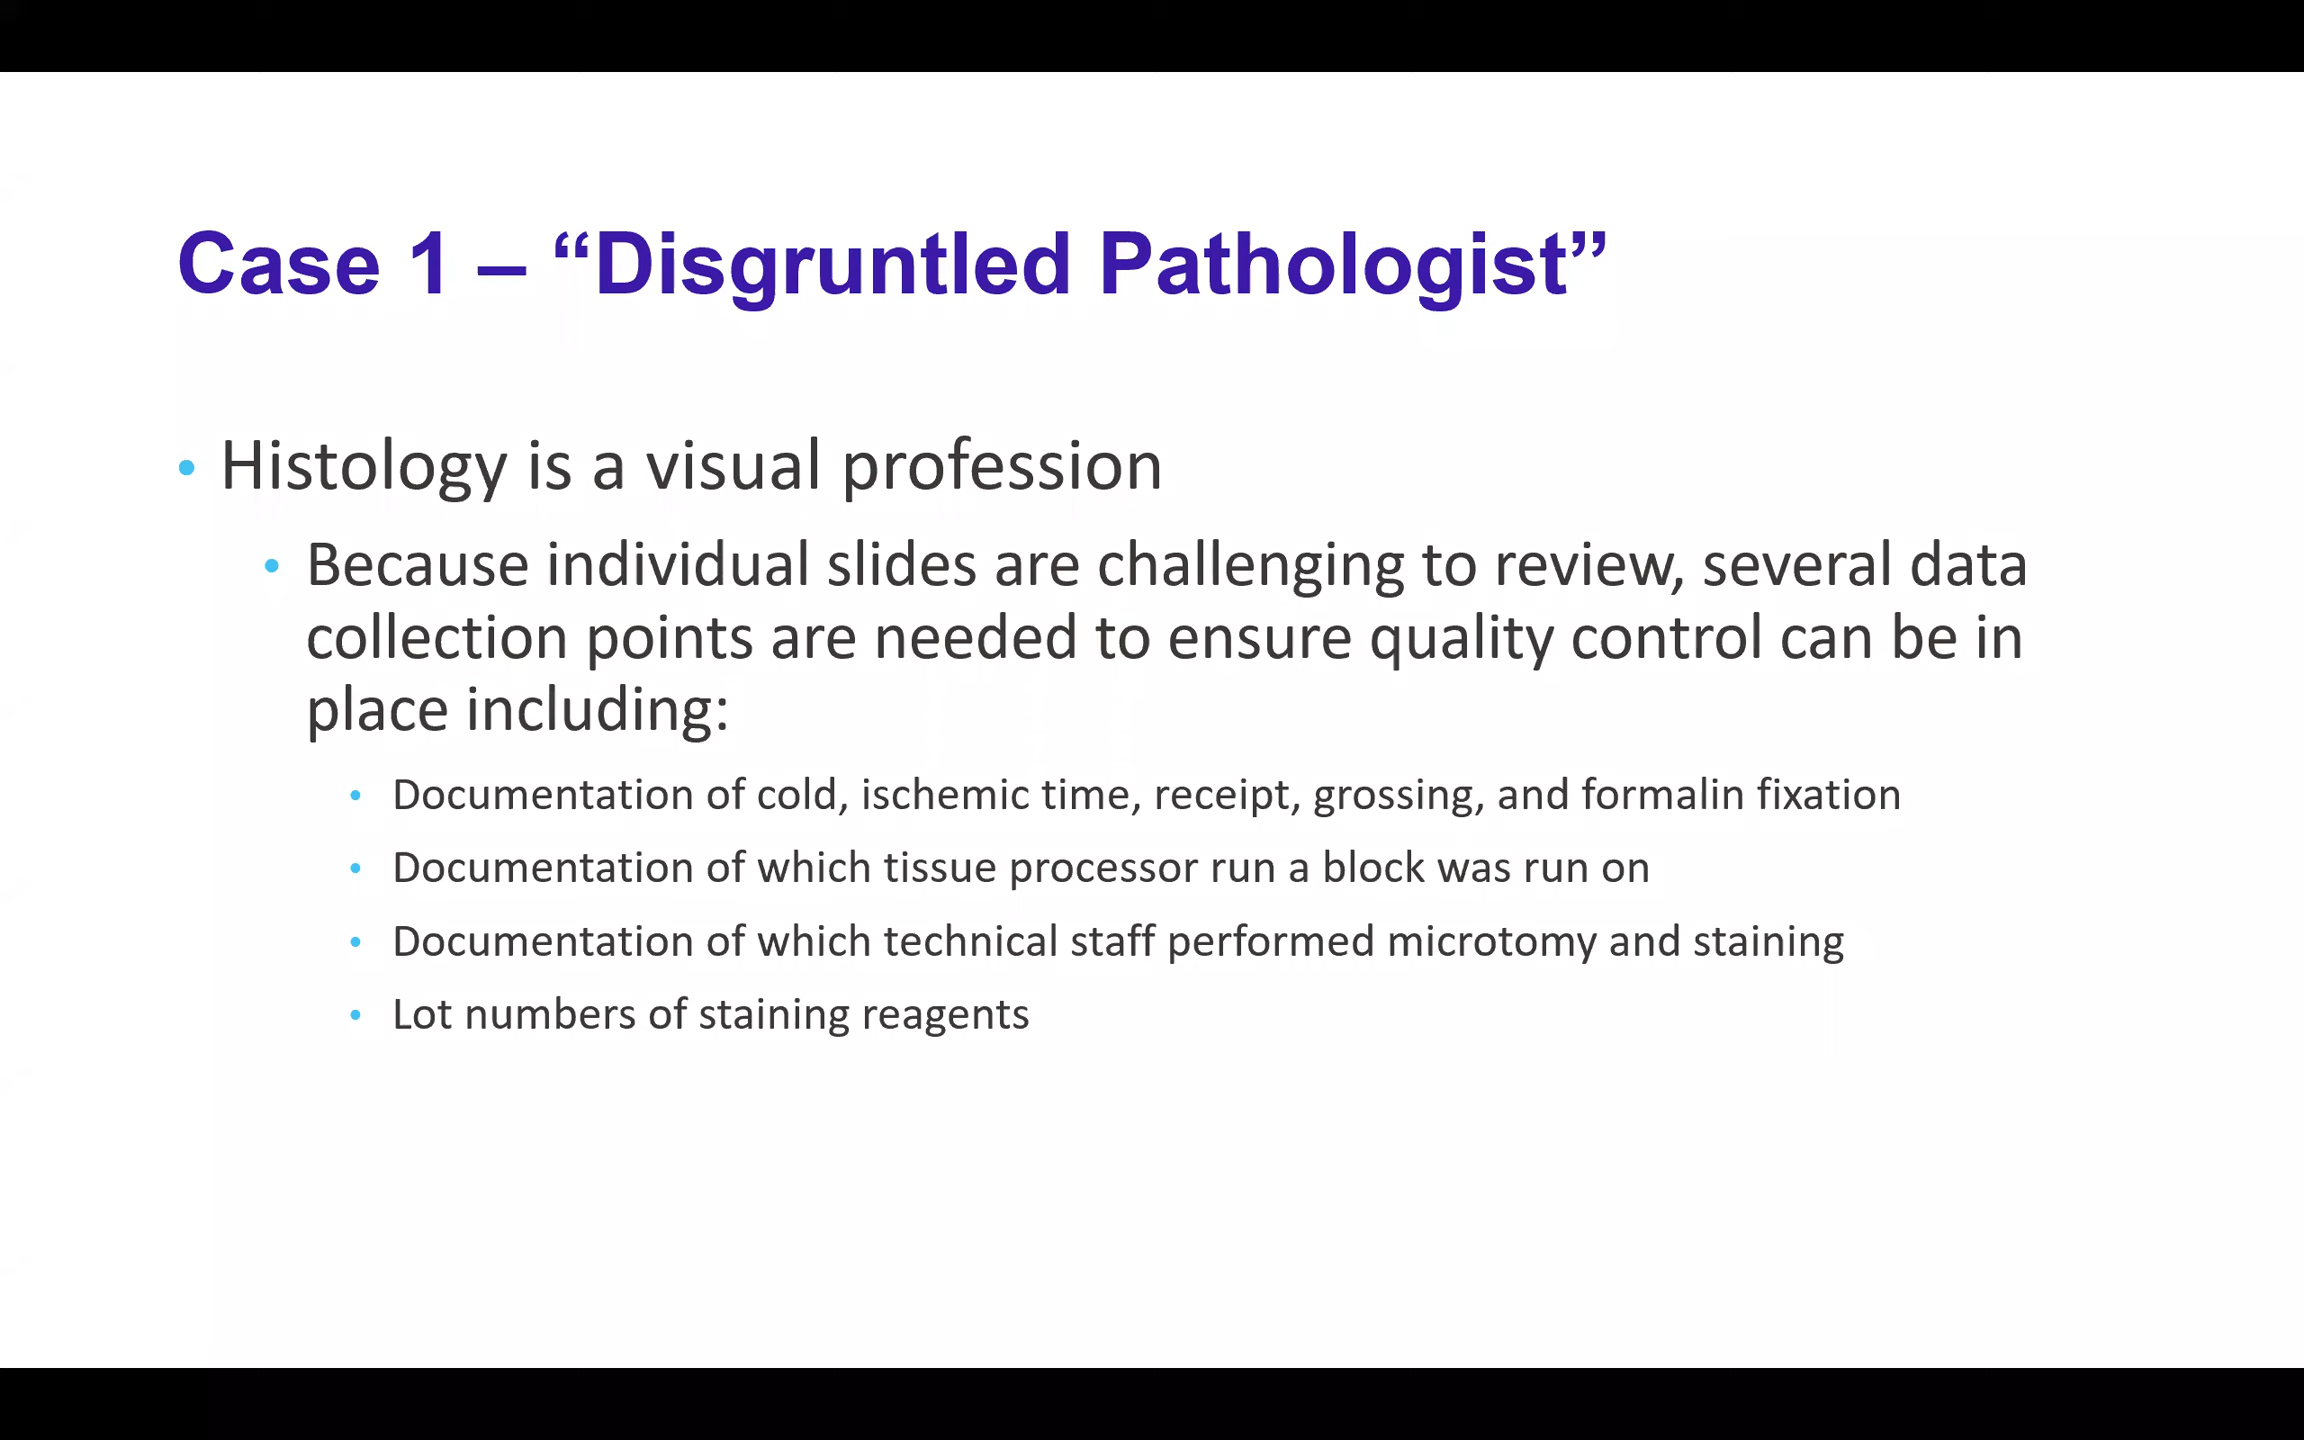 Case 1 – “Disgruntled Pathologist”
• Histology is a visual profession
• Because individual slides are challenging to review, several data
collection points are needed to ensure quality control can be in
place including:
• Documentation of cold, ischemic time, receipt, grossing, and formalin fixation
• Documentation of which tissue processor run a block was run on
• Documentation of which technical staff performed microtomy and staining
• Lot numbers of staining reagents